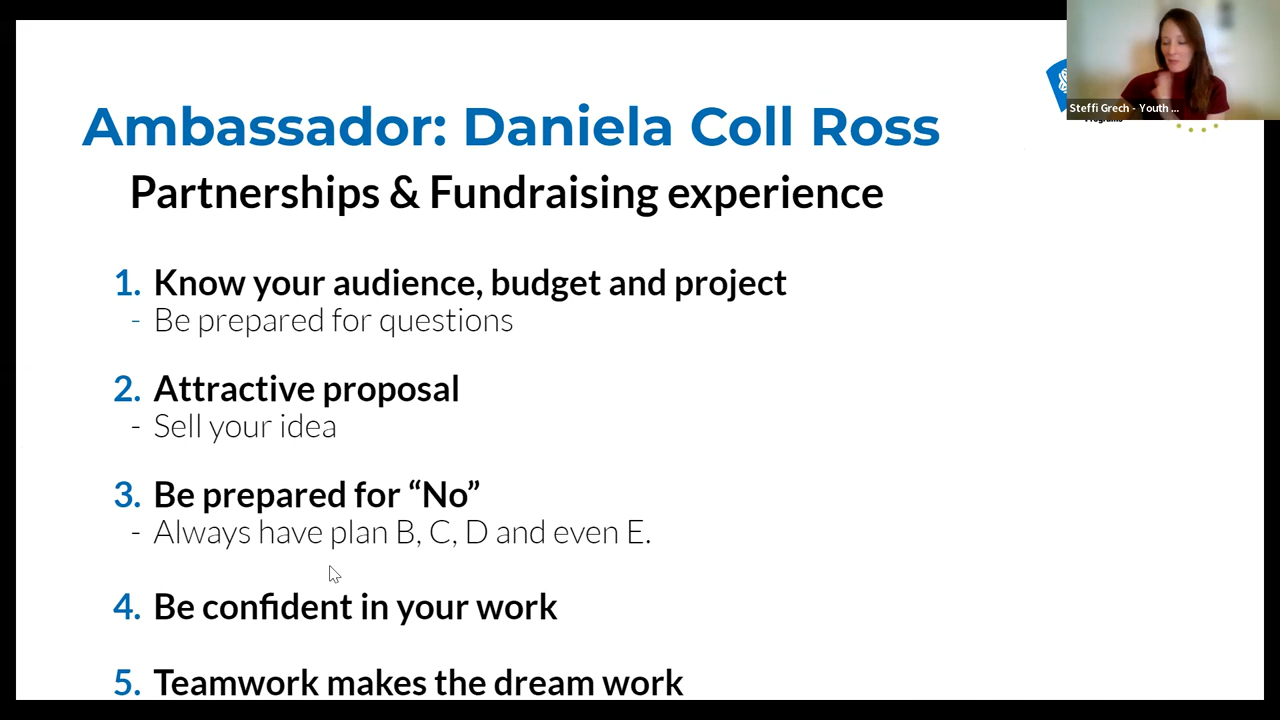 Steffi Grech - Youth ...
Ambassador: Daniela Coll Ross
Partnerships & Fundraising experience
1. Know your audience, budget and project
- Be prepared for questions
2. Attractive proposal
- Sell your idea
3. Be prepared for “No”
- Always have plan B, C, D and even E.
4. Be confident in your work
5. Teamwork makes the dream work